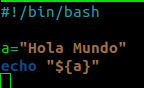 #!/bin/bash
a="Hola Mundo"
echo "${a}"